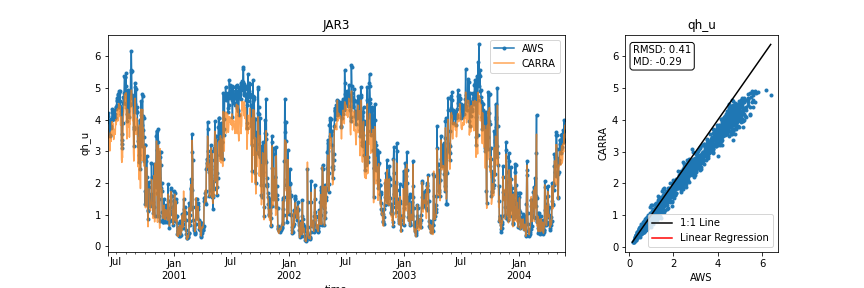 JAR3
qh_u
6
5
4
3
2
1
0
qh_u
AWS
CARRA
Jul
Jan
2001
Jul
Jan
2002
Jul
Jan
2003
Jul
Jan
2004
time
qh_u
RMSD: 0.41
MD: -0.29
6
5
4
3
2
1
0
CARRA
1:1 Line
Linear Regression
0
2
4
6
AWS